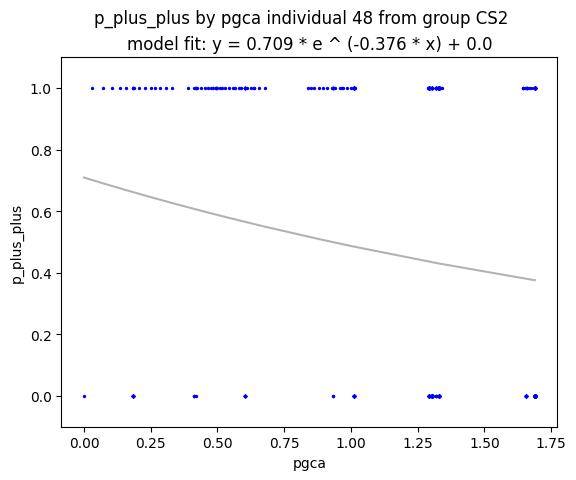 p_plus_plus by pgca individual 48 from group CS2
model fit: y = 0.709 * e ^ (-0.376 * x) + 0.0
1.0
0.8
0.6
0.4
0.2
0.0
p_plus_plus
0.00 0.25 0.50 0.75 1.00 1.25 1.50 1.75
pgca